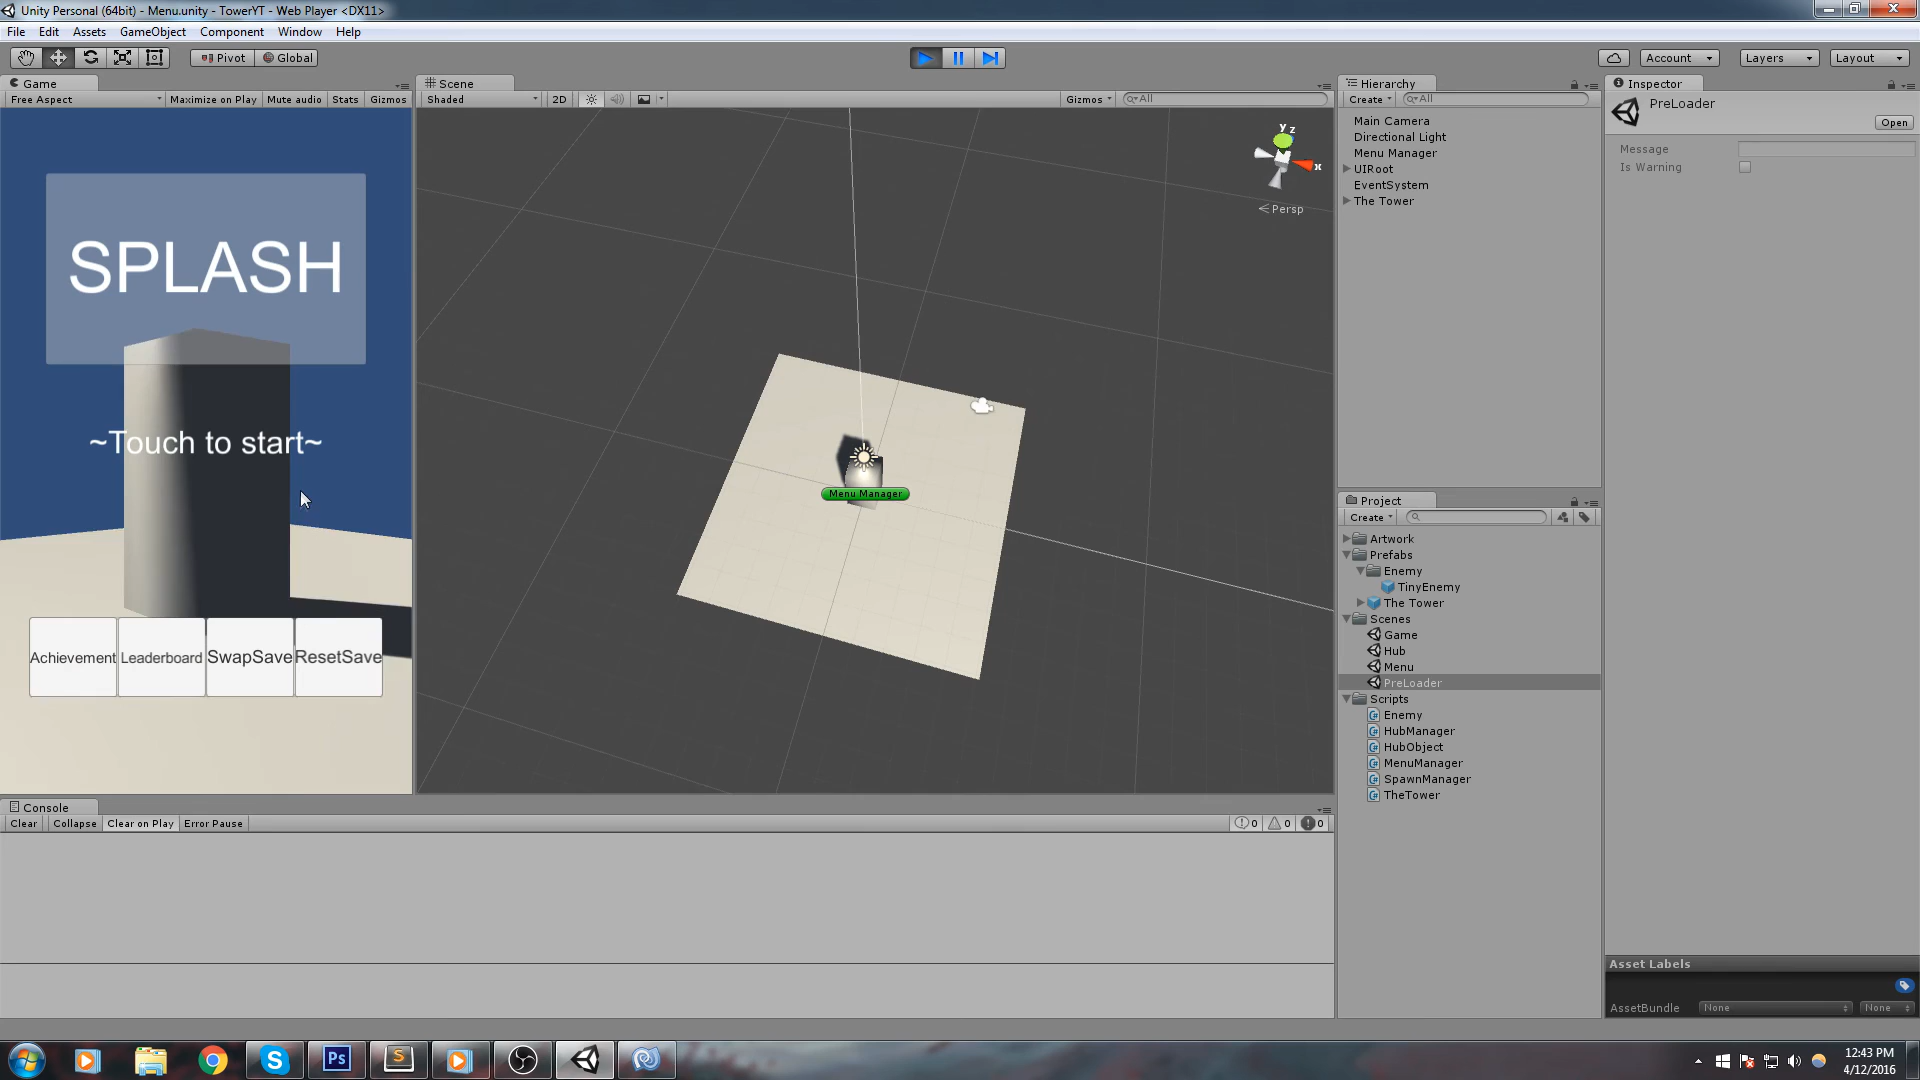 Unity Personal (64bit) - Menu.unity - TowerYT - Web Player <DX11>
File Edit Assets GameObject Component Window Help
Pivot Global Account Layers Layout
Game
Free Aspect Maximize on Play Mute audio Stats Gizmos
SPLASH
~Touch to start~
Achievement Leaderboard SwapSave ResetSave
Scene
Shaded 2D Gizmos All
y z
x
Persp
Menu Manager
Hierarchy
Create All
Main Camera
Directional Light
Menu Manager
UIRoot
EventSystem
The Tower
Project
Create
Artwork
Prefabs
Enemy
TinyEnemy
The Tower
Scenes
Game
Hub
Menu
PreLoader
Scripts
Enemy
HubManager
HubObject
MenuManager
SpawnManager
TheTower
Inspector
PreLoader
Open
Message
Is Warning
Asset Labels
AssetBundle None None
Console
Clear Collapse Clear on Play Error Pause 0 0 0
Ps
12:43 PM
4/12/2016